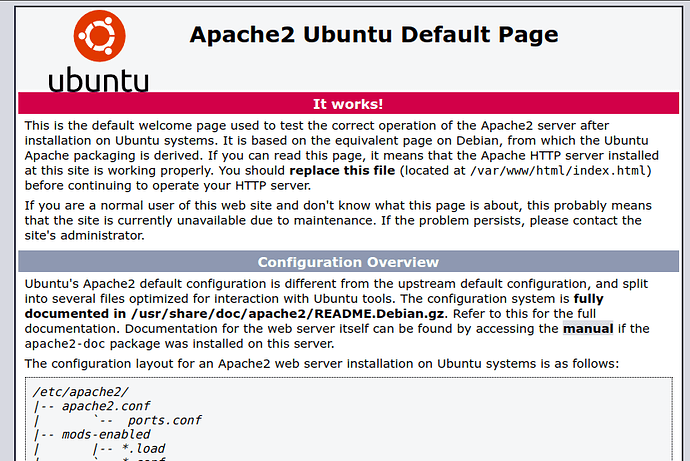 ubuntu
Apache2 Ubuntu Default Page
It works!
This is the default welcome page used to test the correct operation of the Apache2 server after
installation on Ubuntu systems. It is based on the equivalent page on Debian, from which the Ubuntu
Apache packaging is derived. If you can read this page, it means that the Apache HTTP server installed
at this site is working properly. You should replace this file (located at /var/www/html/index.html)
before continuing to operate your HTTP server.
If you are a normal user of this web site and don't know what this page is about, this probably means
that the site is currently unavailable due to maintenance. If the problem persists, please contact the
site's administrator.
Configuration Overview
Ubuntu's Apache2 default configuration is different from the upstream default configuration, and split
into several files optimized for interaction with Ubuntu tools. The configuration system is fully
documented in /usr/share/doc/apache2/README.Debian.gz. Refer to this for the full
documentation. Documentation for the web server itself can be found by accessing the manual if the
apache2-doc package was installed on this server.
The configuration layout for an Apache2 web server installation on Ubuntu systems is as follows:
/etc/apache2/
|-- apache2.conf
|       `--  ports.conf
|-- mods-enabled
|       |-- *.load
|       `-- *.conf